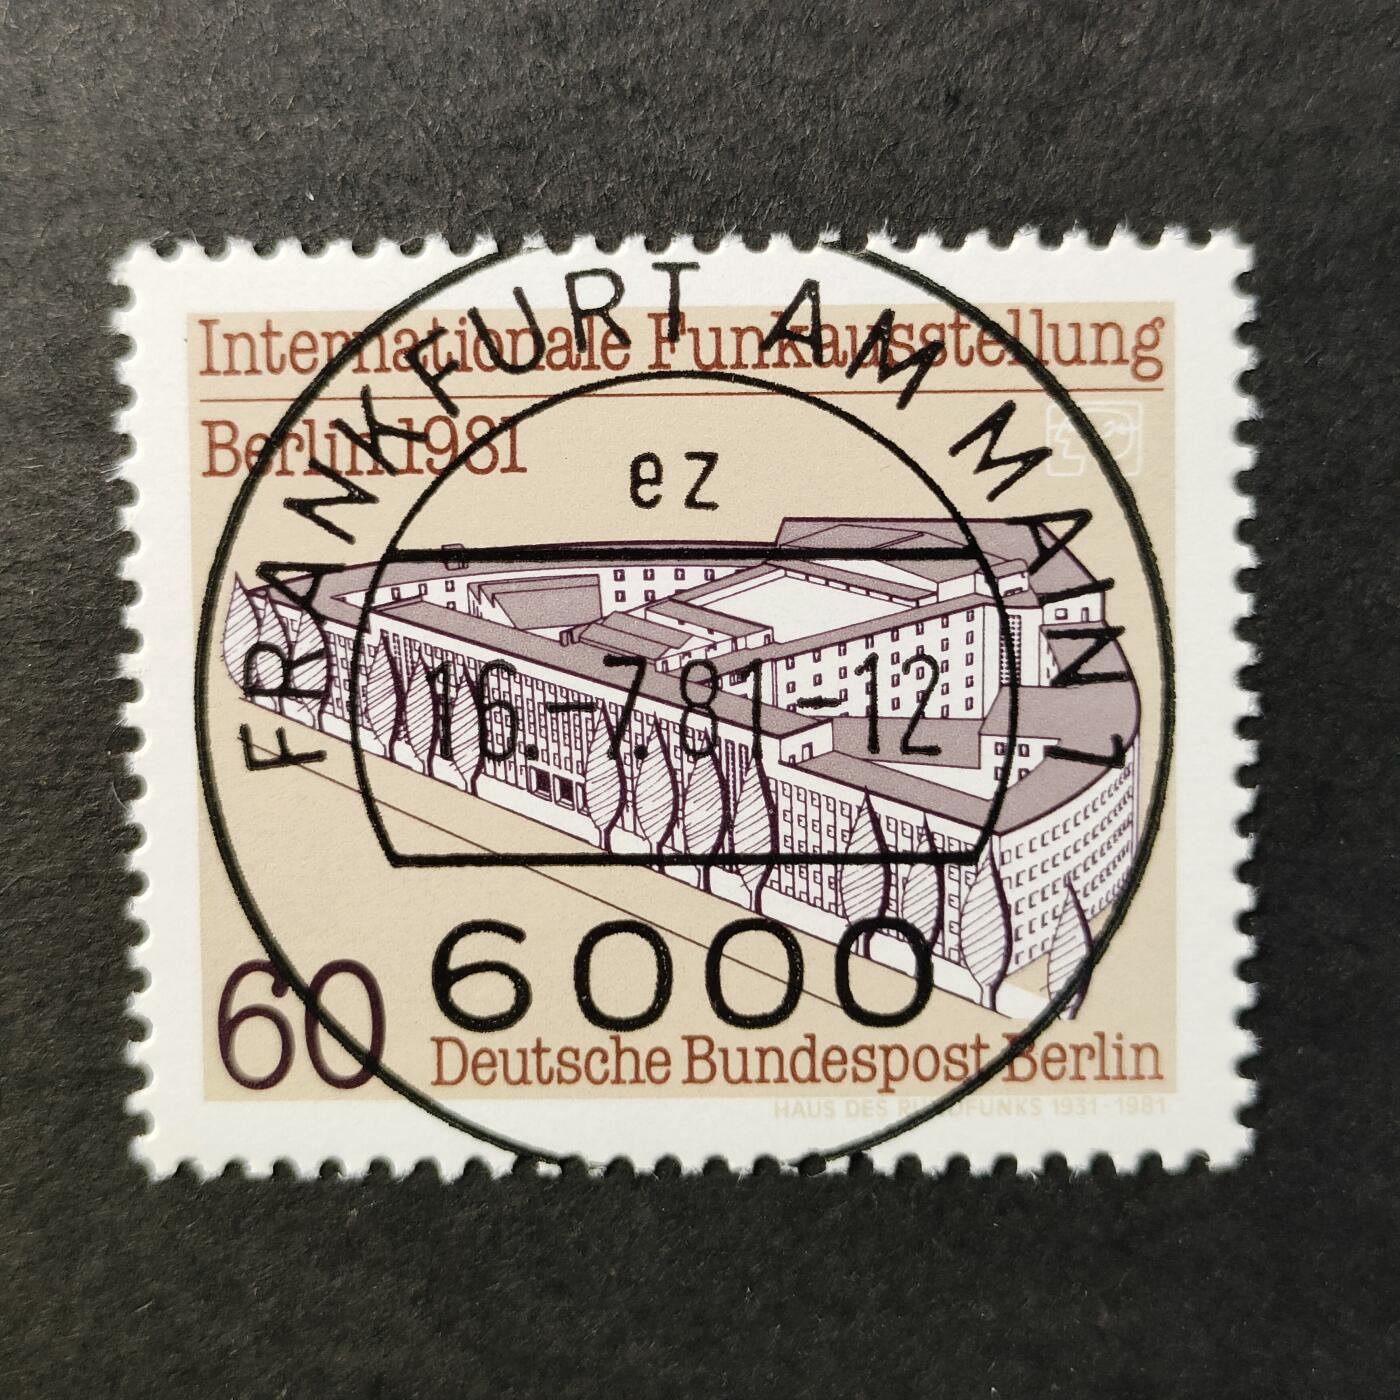 Internationale Funkausstellung
Berlin 1981
FRANKFURT AM MAIN
ez
16.-7.81-12
6000
60
Deutsche Bundespost Berlin
HAUS DES RUNDFUNKS 1931-1981